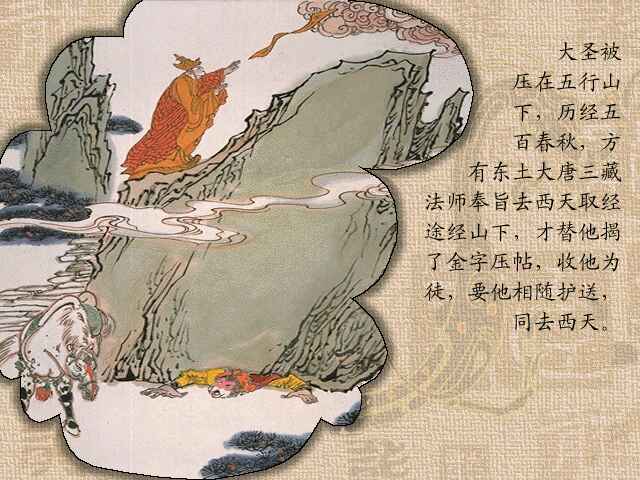 大圣被
压在五行山
下，历经五
百春秋，方
有东土大唐三藏
法师奉旨去西天取经
途经山下，才替他揭
了金字压帖，收他为
徒，要他相随护送，
同去西天。